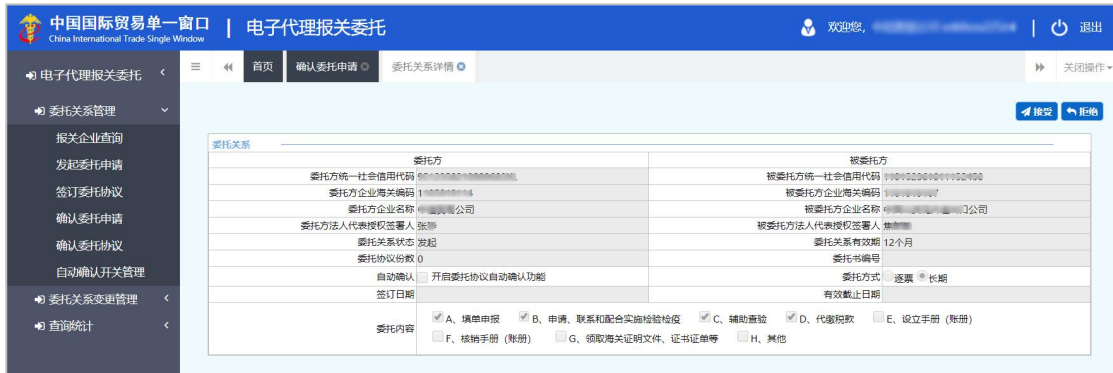 中国国际贸易单一窗口 | 电子代理报关委托
China International Trade Single Window
欢迎您,
退出
电子代理报关委托
首页 确认委托申请 委托关系详情 关闭操作
委托关系管理
接受 拒绝
报关企业查询
发起委托申请
签订委托协议
确认委托申请
确认委托协议
自动确认开关管理
委托关系变更管理
查询统计
委托关系
委托方 被委托方
委托方统一社会信用代码 被委托方统一社会信用代码
委托方企业海关编码 被委托方企业海关编码
委托方企业名称 公司 被委托方企业名称 公司
委托方法人代表授权签署人 张 被委托方法人代表授权签署人
委托关系状态 发起 委托关系有效期 12个月
委托协议份数 0 委托书编号
自动确认 开启委托协议自动确认功能 委托方式 逐票 长期
签订日期 有效截止日期
委托内容 A、填单申报 B、申请、联系和配合实施检验检疫 C、辅助查验 D、代缴税款 E、设立手册(账册)
F、核销手册(账册) G、领取海关证明文件、证书证单等 H、其他